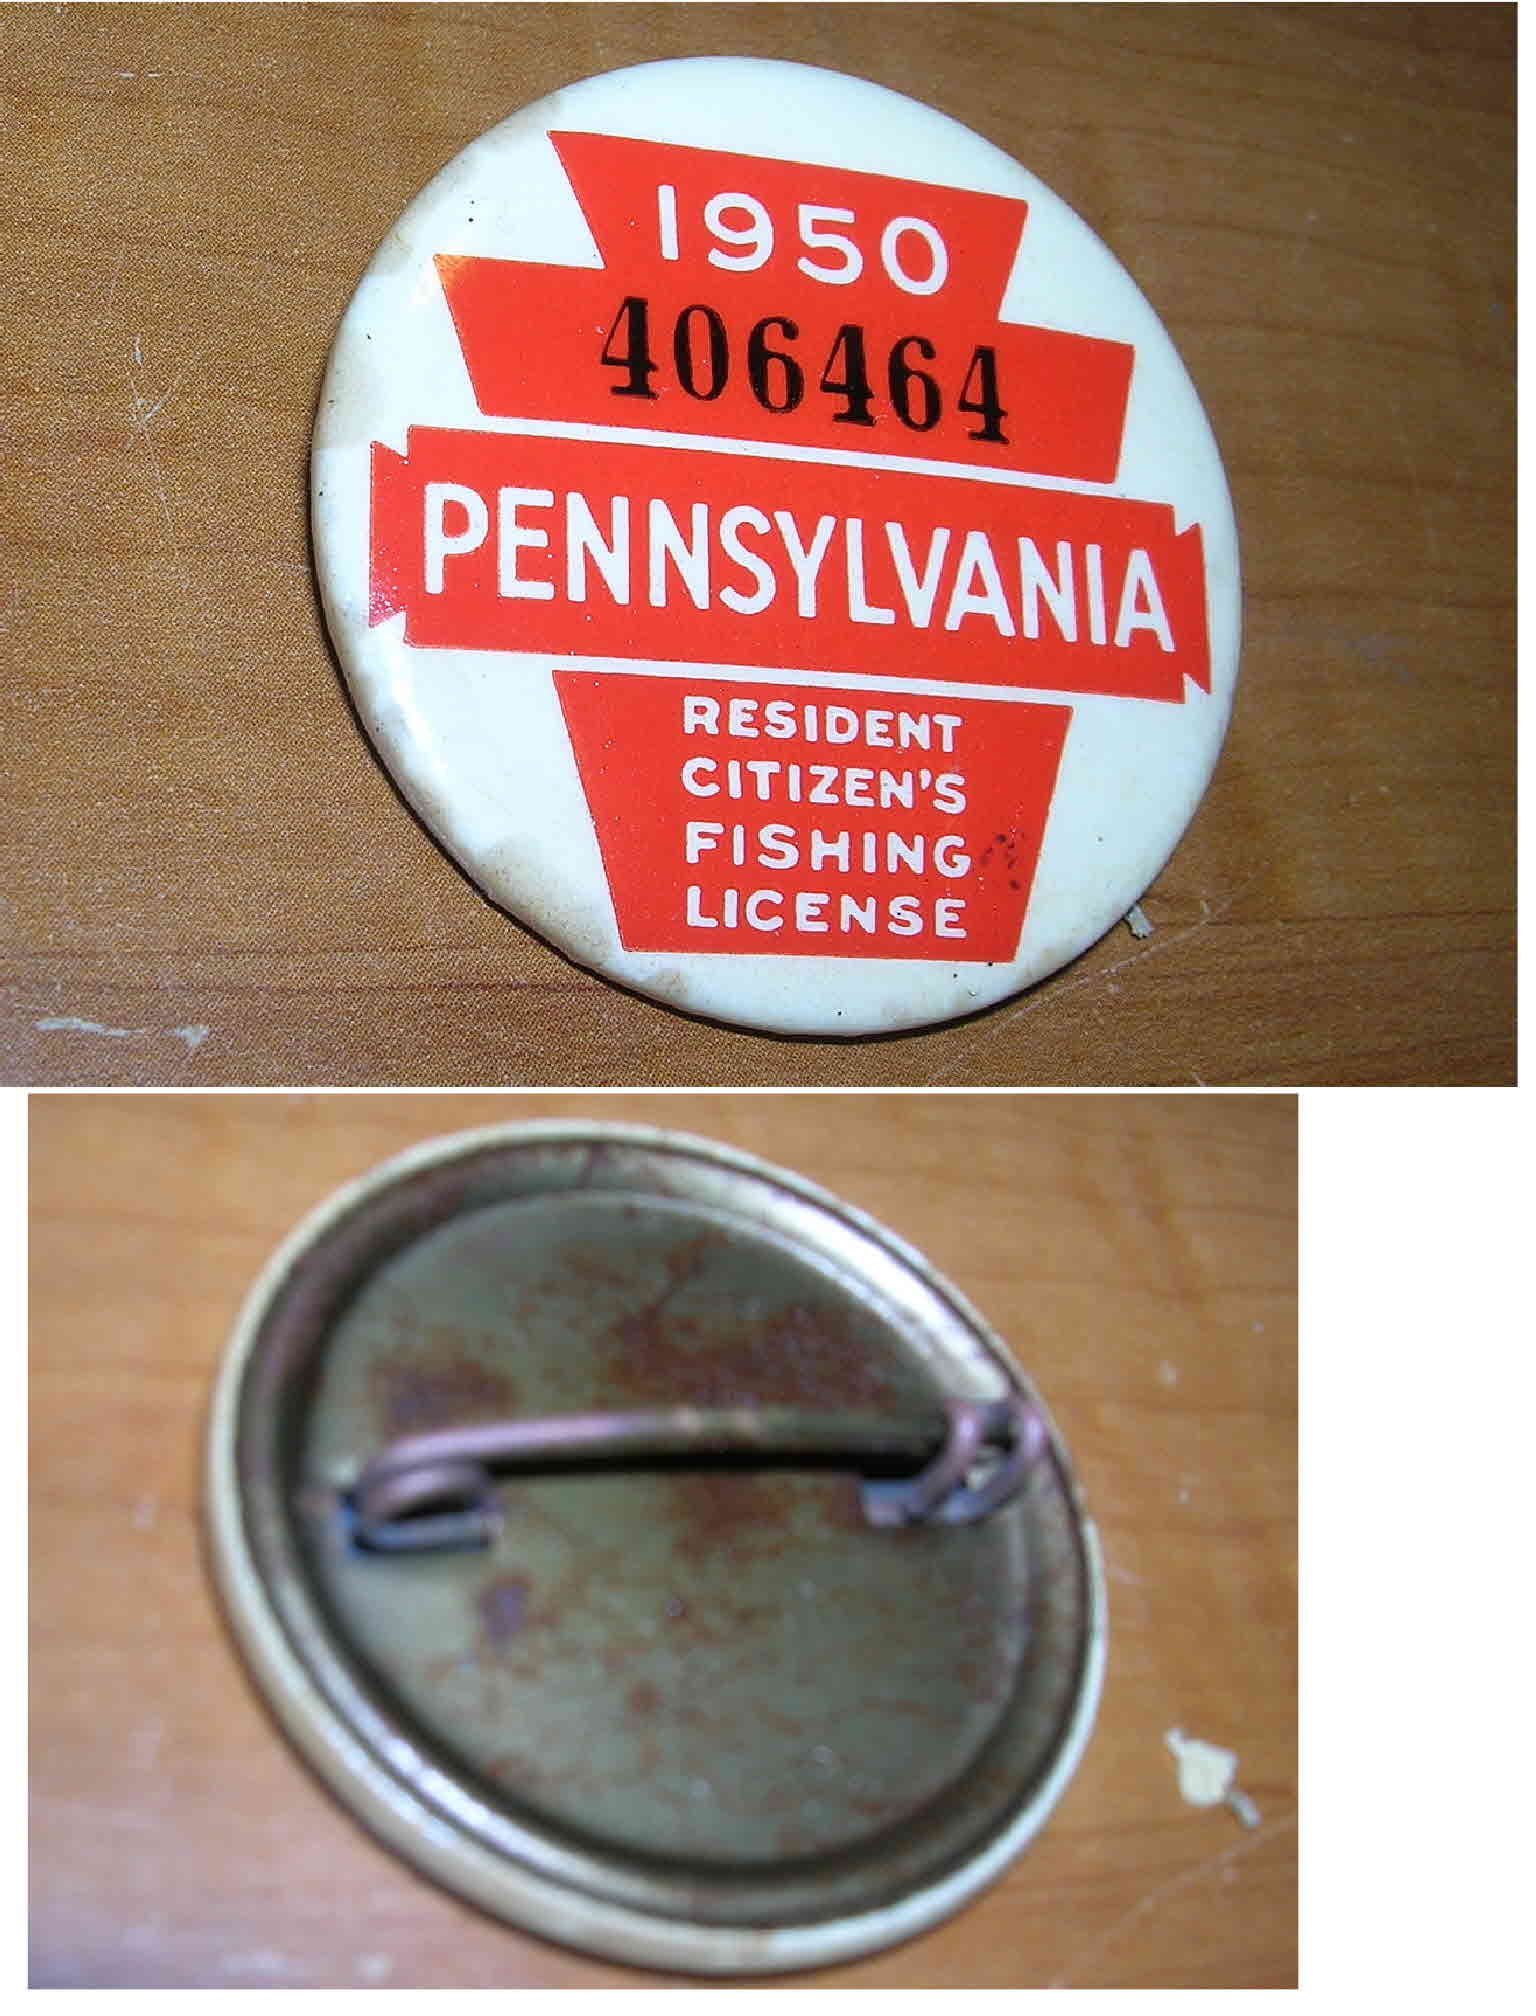 1950
406464
PENNSYLVANIA
RESIDENT
CITIZEN'S
FISHING
LICENSE